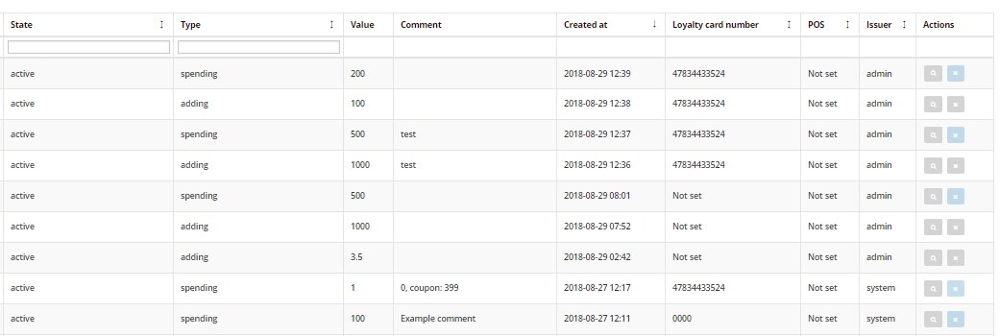 State Type Value Comment Created at Loyalty card number POS Issuer Actions
active spending 200 2018-08-29 12:39 47834433524 Not set admin
active adding 100 2018-08-29 12:38 47834433524 Not set admin
active spending 500 test 2018-08-29 12:37 47834433524 Not set admin
active adding 1000 test 2018-08-29 12:36 47834433524 Not set admin
active spending 500 2018-08-29 08:01 Not set Not set admin
active adding 1000 2018-08-29 07:52 Not set Not set admin
active adding 3.5 2018-08-29 02:42 Not set Not set admin
active spending 1 0, coupon: 399 2018-08-27 12:17 47834433524 Not set system
active spending 100 Example comment 2018-08-27 12:11 0000 Not set system